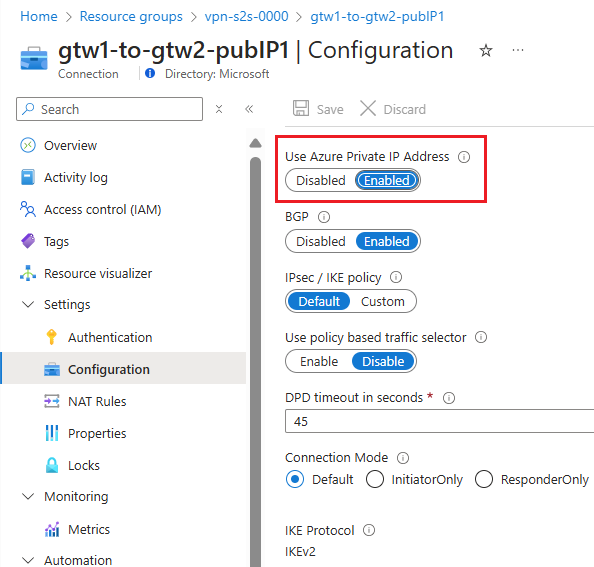 Home > Resource groups > vpn-s2s-0000 > gtw1-to-gtw2-pubIP1
gtw1-to-gtw2-pubIP1 | Configuration
Connection
Directory: Microsoft
Search
Save
Discard
Overview
Activity log
Access control (IAM)
Tags
Resource visualizer
Settings
Authentication
Configuration
NAT Rules
Properties
Locks
Monitoring
Metrics
Automation
Use Azure Private IP Address
Disabled Enabled
BGP
Disabled Enabled
IPsec / IKE policy
Default Custom
Use policy based traffic selector
Enable Disable
DPD timeout in seconds *
45
Connection Mode
Default InitiatorOnly ResponderOnly
IKE Protocol
IKEv2